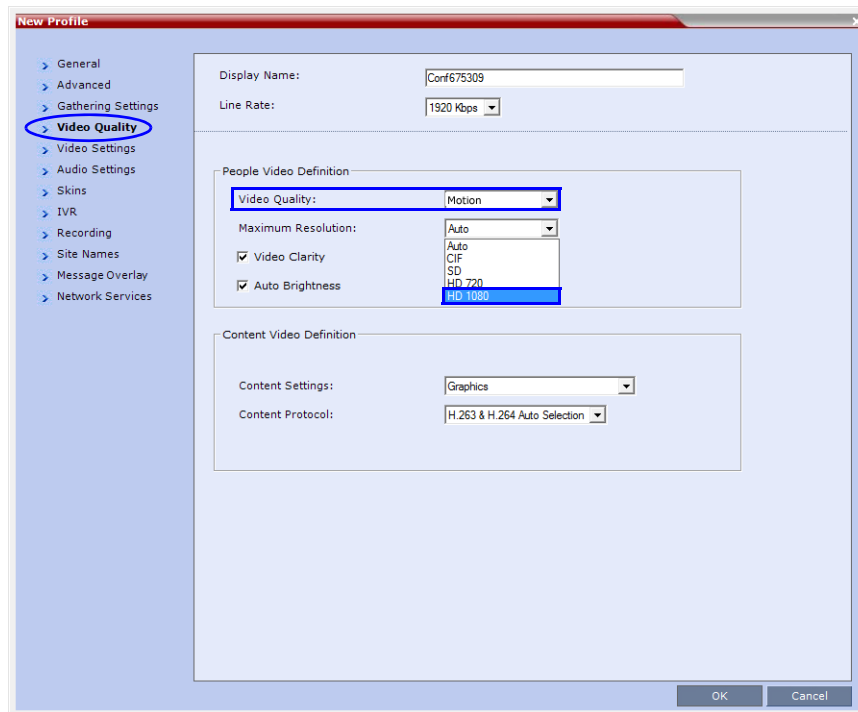 New Profile
General
Advanced
Gathering Settings
Video Quality
Video Settings
Audio Settings
Skins
IVR
Recording
Site Names
Message Overlay
Network Services
Display Name: Conf675309
Line Rate: 1920 Kbps
People Video Definition
Video Quality: Motion
Maximum Resolution: Auto
Auto
CIF
SD
HD 720
HD 1080
Video Clarity
Auto Brightness
Content Video Definition
Content Settings: Graphics
Content Protocol: H.263 & H.264 Auto Selection
OK Cancel